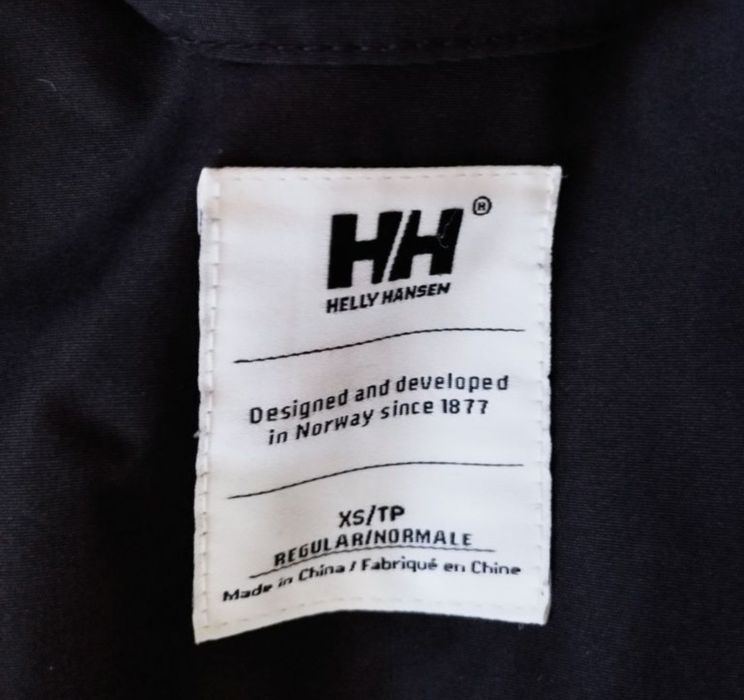 HH®
HELLY HANSEN
Designed and developed
in Norway since 1877
XS/TP
REGULAR/NORMALE
Made in China / Fabriqué en Chine